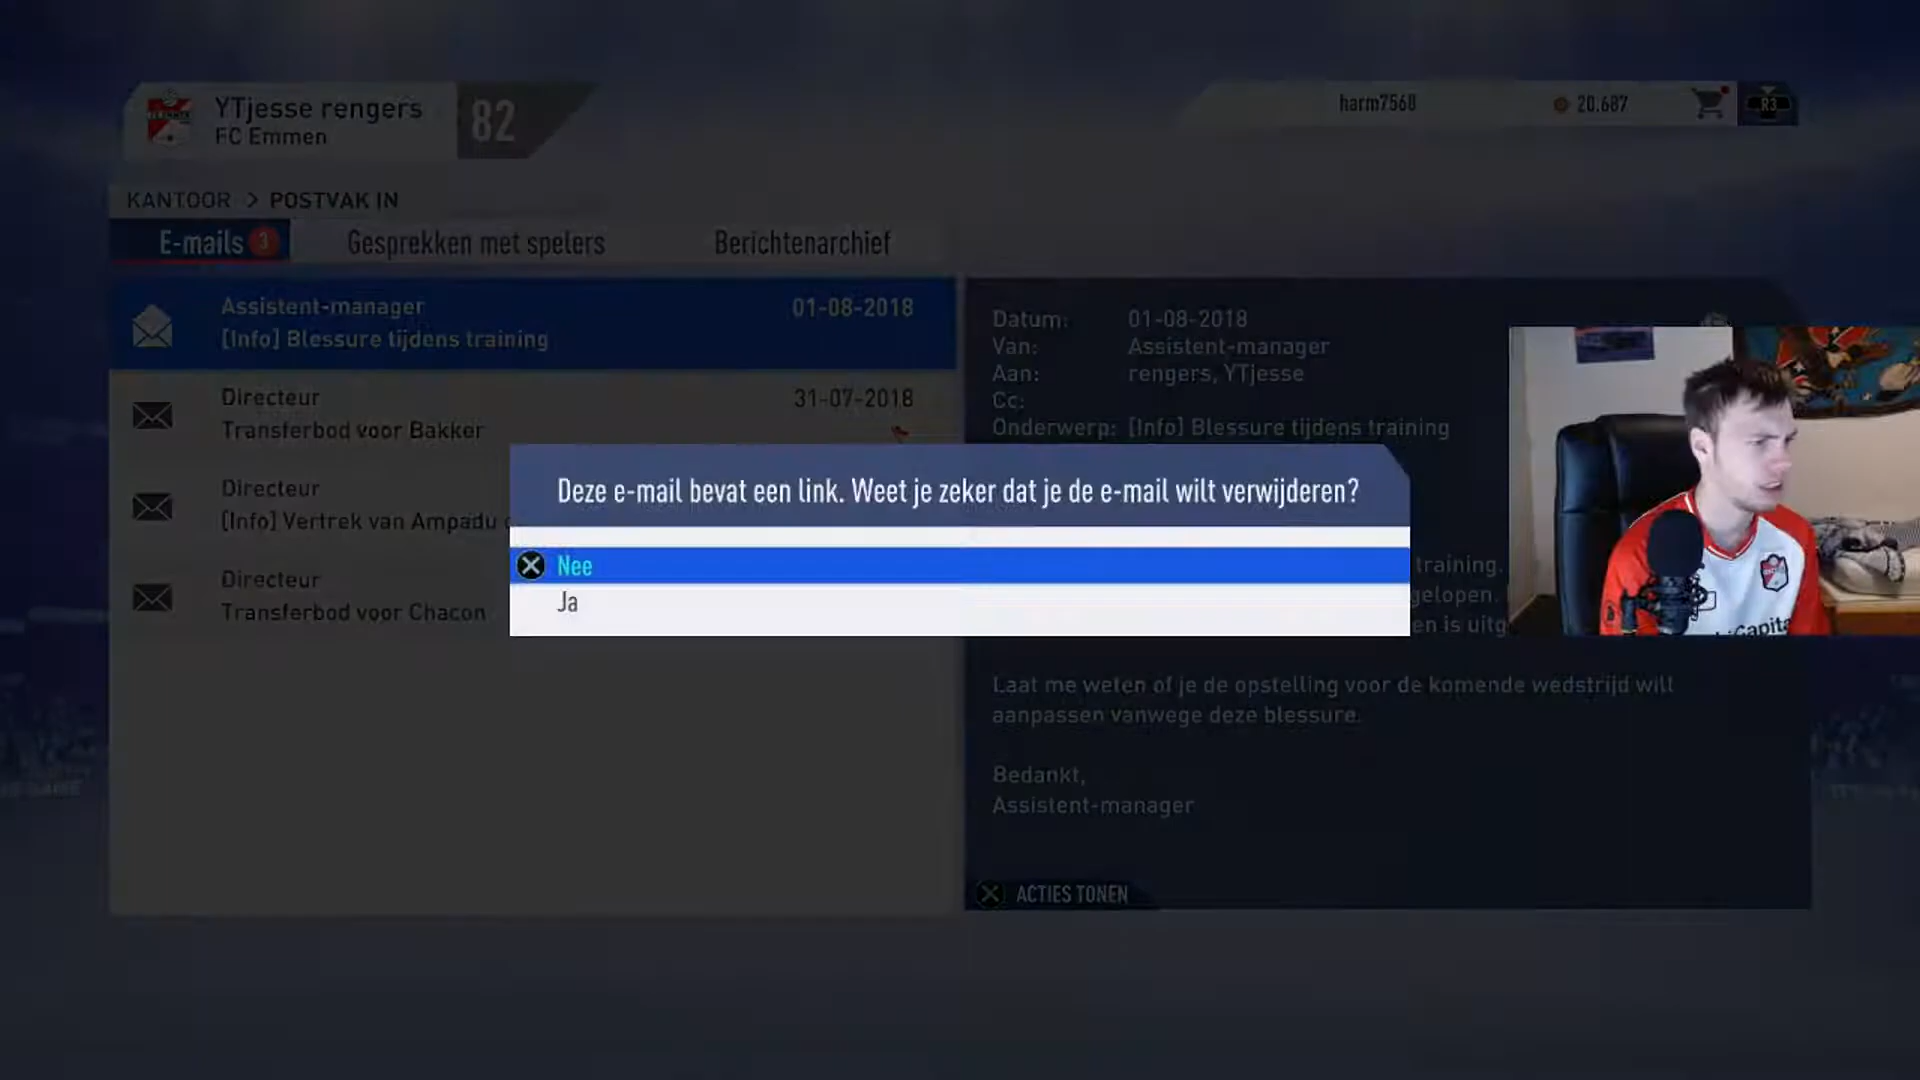 YTjesse rengers
FC Emmen
82
harm7560
20.687
R3
KANTOOR > POSTVAK IN
E-mails 3
Gesprekken met spelers
Berichtenarchief
Assistent-manager 01-08-2018
[Info] Blessure tijdens training
Directeur 31-07-2018
Transferbod voor Bakker
Directeur
[Info] Vertrek van Ampadu
Directeur
Transferbod voor Chacon
Datum: 01-08-2018
Van: Assistent-manager
Aan: rengers, YTjesse
Cc:
Onderwerp: [Info] Blessure tijdens training
Deze e-mail bevat een link. Weet je zeker dat je de e-mail wilt verwijderen?
Nee
Ja
training.
gelopen.
en is uitg
Laat me weten of je de opstelling voor de komende wedstrijd wilt
aanpassen vanwege deze blessure.
Bedankt,
Assistent-manager
ACTIES TONEN
Capita